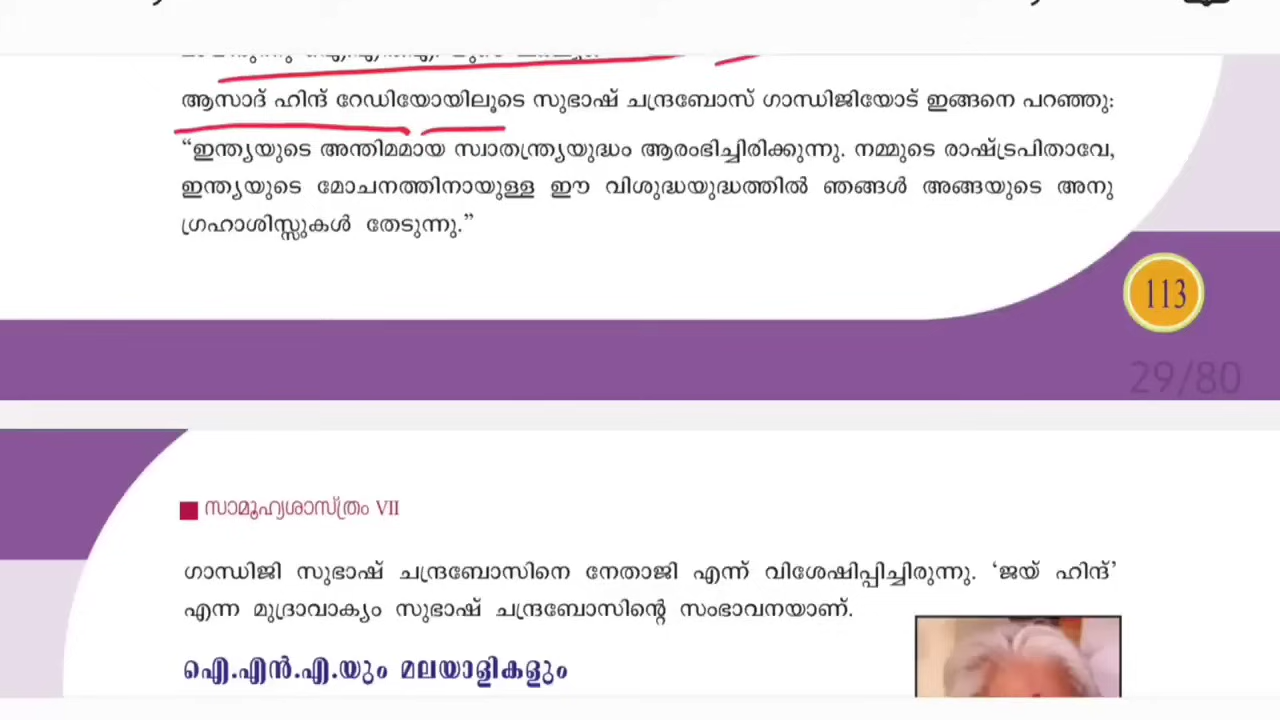 ആസാദ് ഹിന്ദ് റേഡിയോയിലൂടെ സുഭാഷ് ചന്ദ്രബോസ് ഗാന്ധിജിയോട് ഇങ്ങനെ പറഞ്ഞു:
“ഇന്ത്യയുടെ അന്തിമമായ സ്വാതന്ത്ര്യയുദ്ധം ആരംഭിച്ചിരിക്കുന്നു. നമ്മുടെ രാഷ്ട്രപിതാവേ,
ഇന്ത്യയുടെ മോചനത്തിനായുള്ള ഈ വിശുദ്ധയുദ്ധത്തിൽ ഞങ്ങൾ അങ്ങയുടെ അനു
ഗ്രഹാശിസ്സുകൾ തേടുന്നു.”
113
29/80
സാമൂഹ്യശാസ്ത്രം VII
ഗാന്ധിജി സുഭാഷ് ചന്ദ്രബോസിനെ നേതാജി എന്ന് വിശേഷിപ്പിച്ചിരുന്നു. ‘ജയ് ഹിന്ദ്’
എന്ന മുദ്രാവാക്യം സുഭാഷ് ചന്ദ്രബോസിന്റെ സംഭാവനയാണ്.
ഐ.എൻ.എ.യും മലയാളികളും